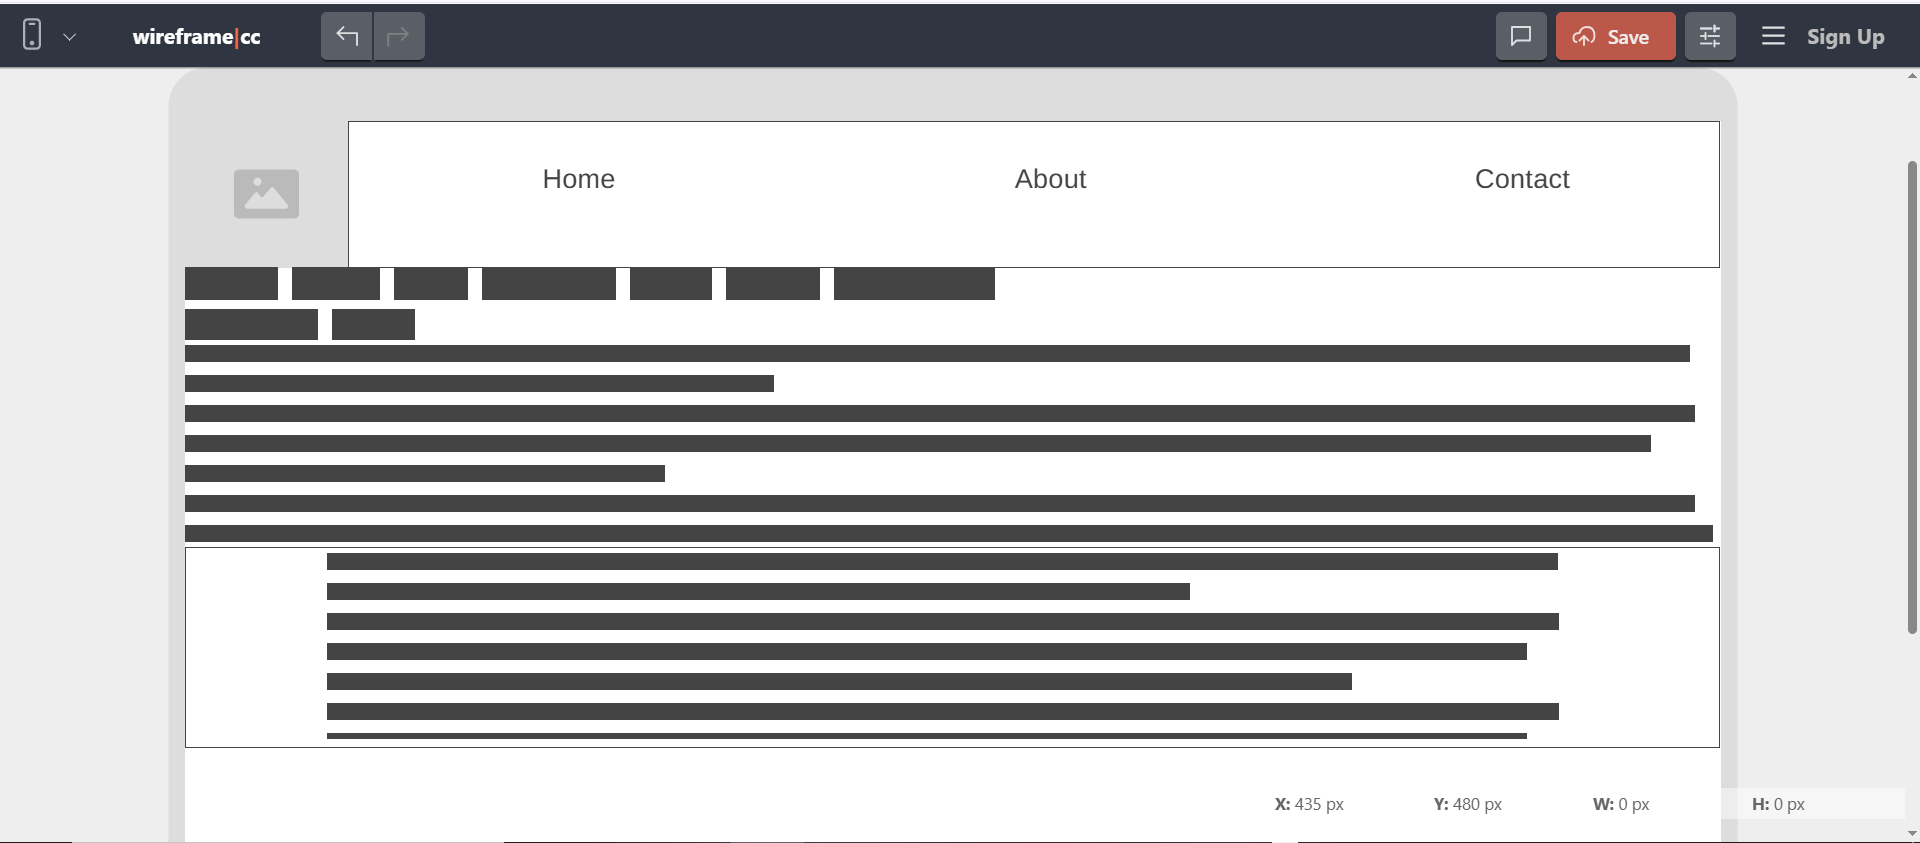 wireframe|cc
Save
Sign Up
Home About Contact
X: 435 px Y: 480 px W: 0 px H: 0 px